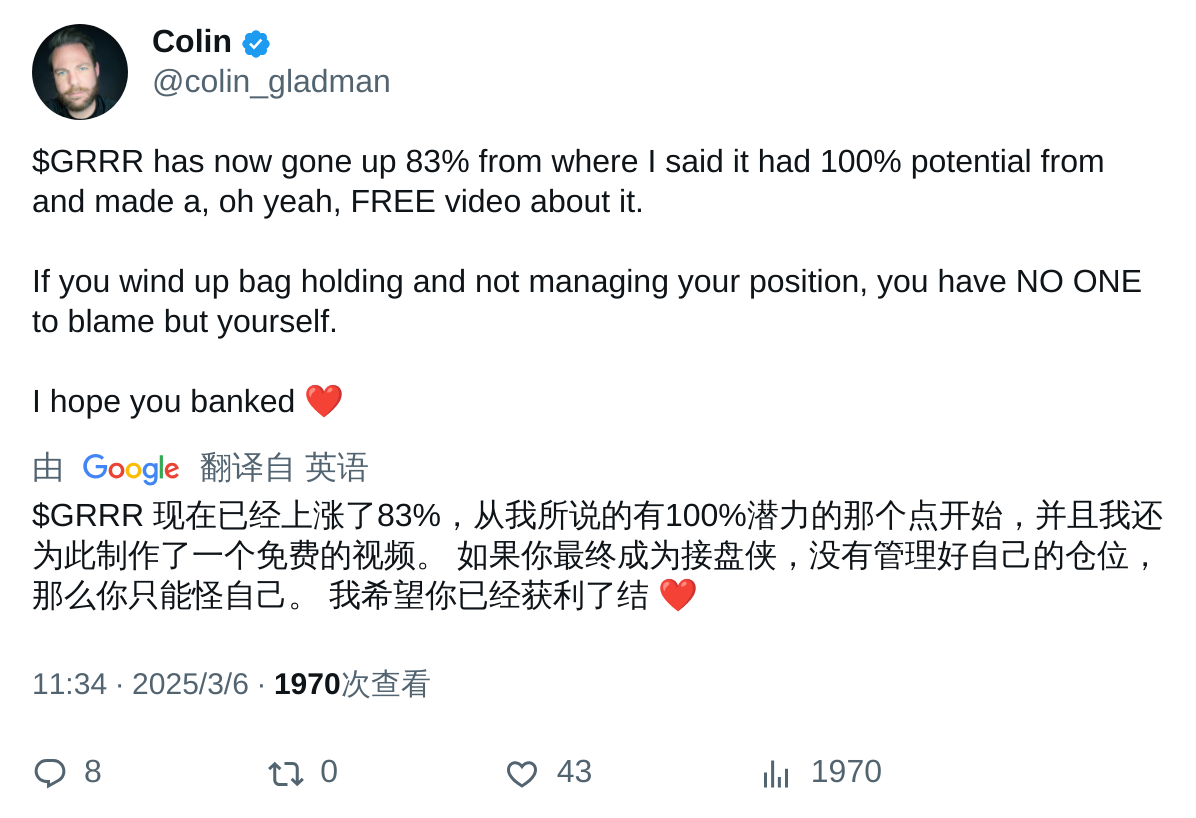 Colin
@colin_gladman
$GRRR has now gone up 83% from where I said it had 100% potential from
and made a, oh yeah, FREE video about it.
If you wind up bag holding and not managing your position, you have NO ONE
to blame but yourself.
I hope you banked ❤️
由 Google 翻译自 英语
$GRRR 现在已经上涨了83%，从我所说的有100%潜力的那个点开始，并且我还
为此制作了一个免费的视频。 如果你最终成为接盘侠，没有管理好自己的仓位，
那么你只能怪自己。 我希望你已经获利了结 ❤️
11:34 · 2025/3/6 · 1970次查看
8 0 43 1970